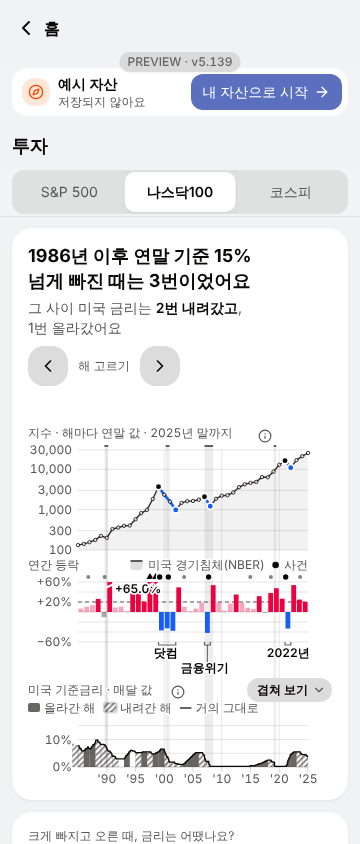 홈
PREVIEW · v5.139
예시 자산
저장되지 않아요
내 자산으로 시작
투자
S&P 500
나스닥100
코스피
1986년 이후 연말 기준 15%
넘게 빠진 때는 3번이었어요
그 사이 미국 금리는 2번 내려갔고,
1번 올라갔어요
해 고르기
지수 · 해마다 연말 값 · 2025년 말까지
30,000
10,000
3,000
1,000
300
100
연간 등락
미국 경기침체(NBER)
사건
+60%
+65.0%
+20%
−60%
닷컴
2022년
금융위기
미국 기준금리 · 매달 값
겹쳐 보기
올라간 해
내려간 해
거의 그대로
10%
0%
'90 '95 '00 '05 '10 '15 '20 '25
크게 빠지고 오른 때, 금리는 어땠나요?